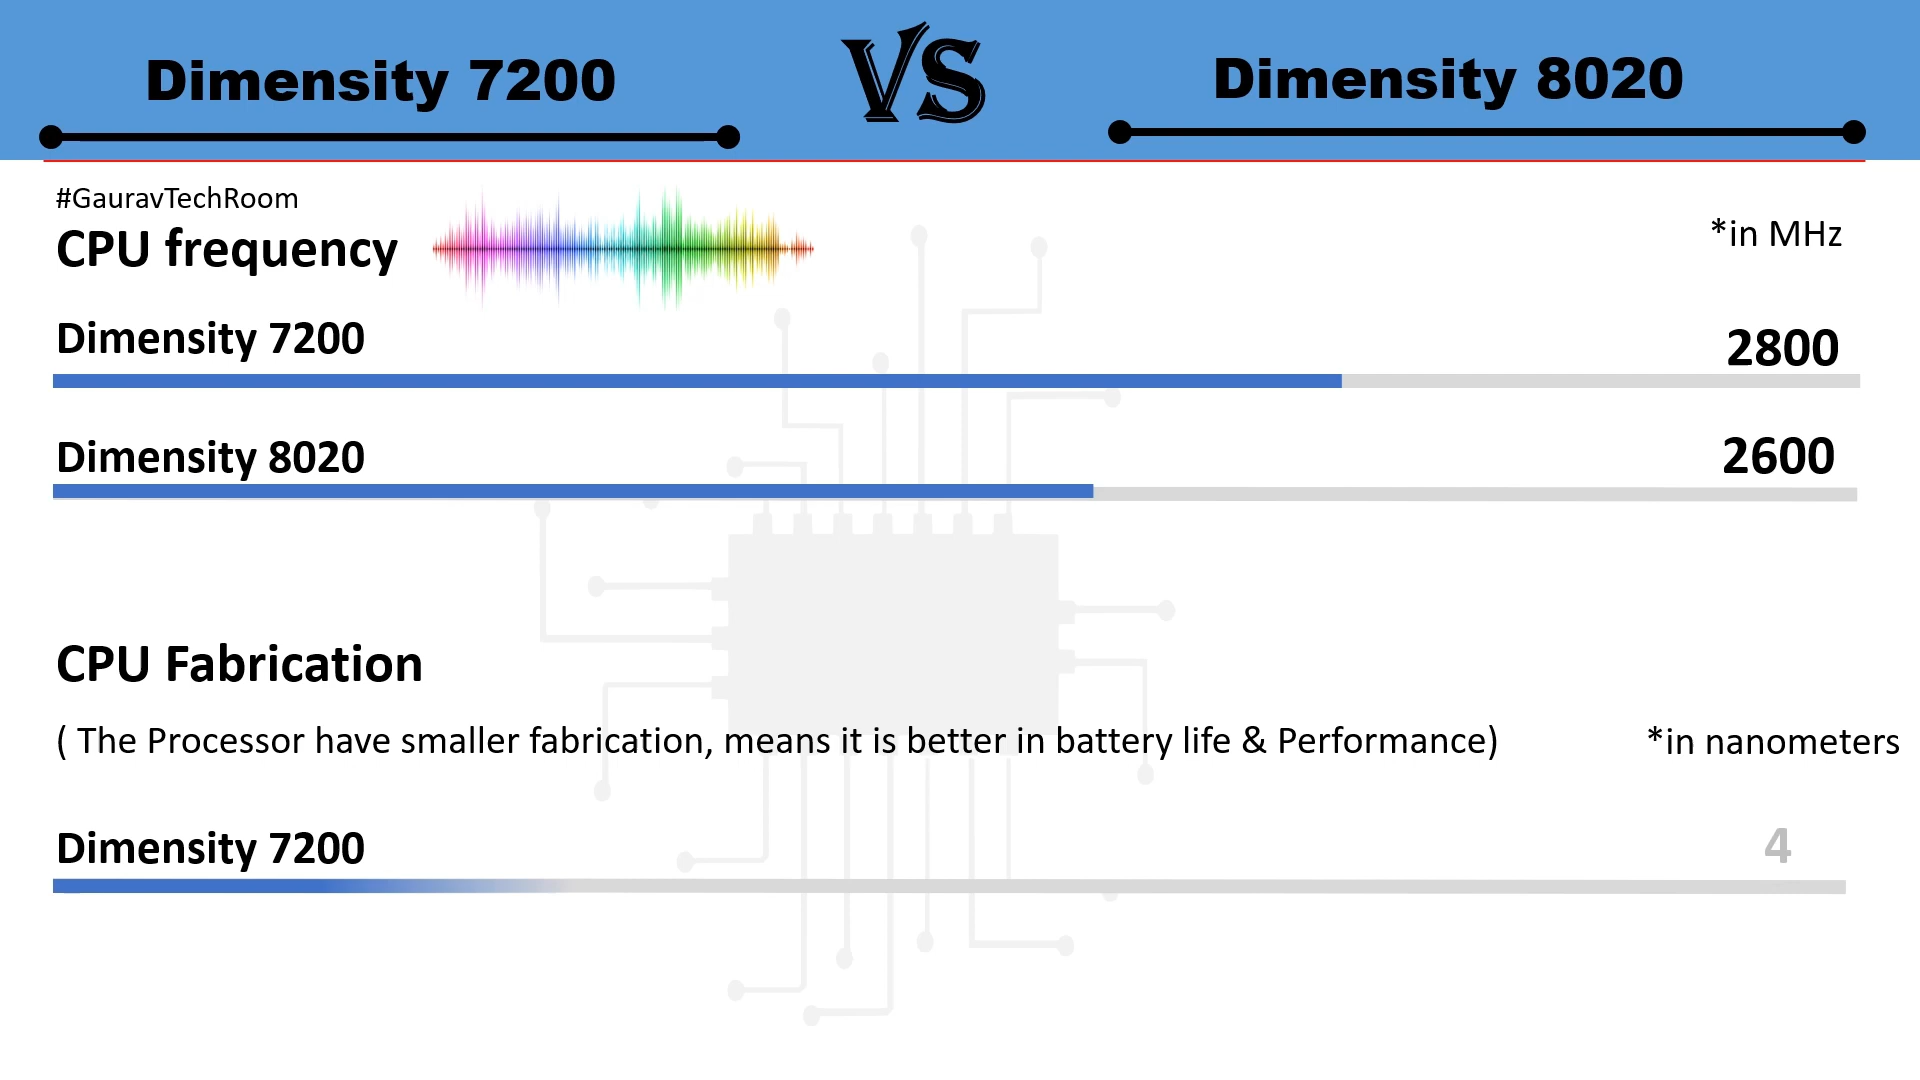 Dimensity 7200 VS Dimensity 8020
#GauravTechRoom
CPU frequency
*in MHz
Dimensity 7200 2800
Dimensity 8020 2600
CPU Fabrication
( The Processor have smaller fabrication, means it is better in battery life & Performance) *in nanometers
Dimensity 7200 4